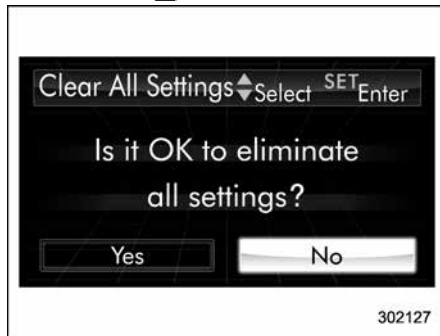 Clear All Settings Select SET Enter
Is it OK to eliminate
all settings?
Yes No
302127